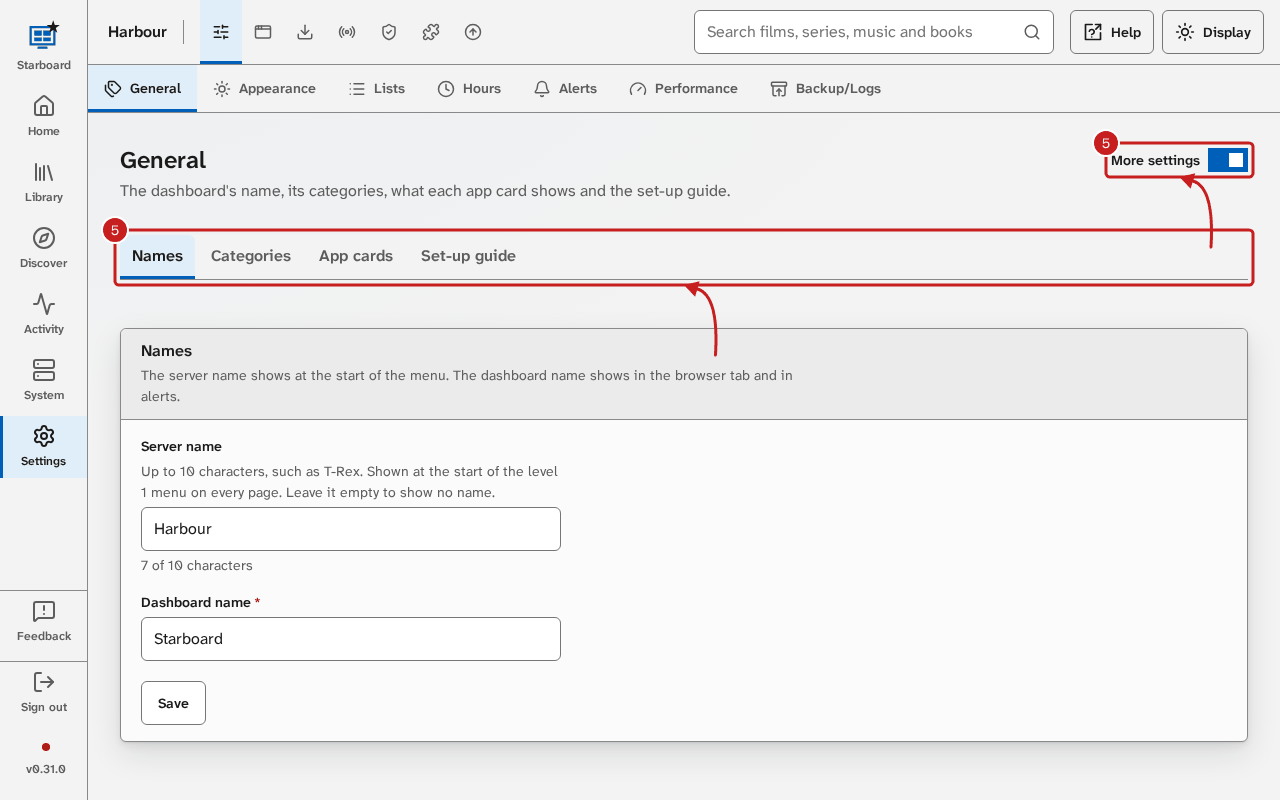 Starboard
Home
Library
Discover
Activity
System
Settings
Feedback
Sign out
v0.31.0
Harbour
Search films, series, music and books
Help
Display
General
Appearance
Lists
Hours
Alerts
Performance
Backup/Logs
General
The dashboard's name, its categories, what each app card shows and the set-up guide.
5
More settings
5
Names
Categories
App cards
Set-up guide
Names
The server name shows at the start of the menu. The dashboard name shows in the browser tab and in
alerts.
Server name
Up to 10 characters, such as T-Rex. Shown at the start of the level
1 menu on every page. Leave it empty to show no name.
Harbour
7 of 10 characters
Dashboard name *
Starboard
Save